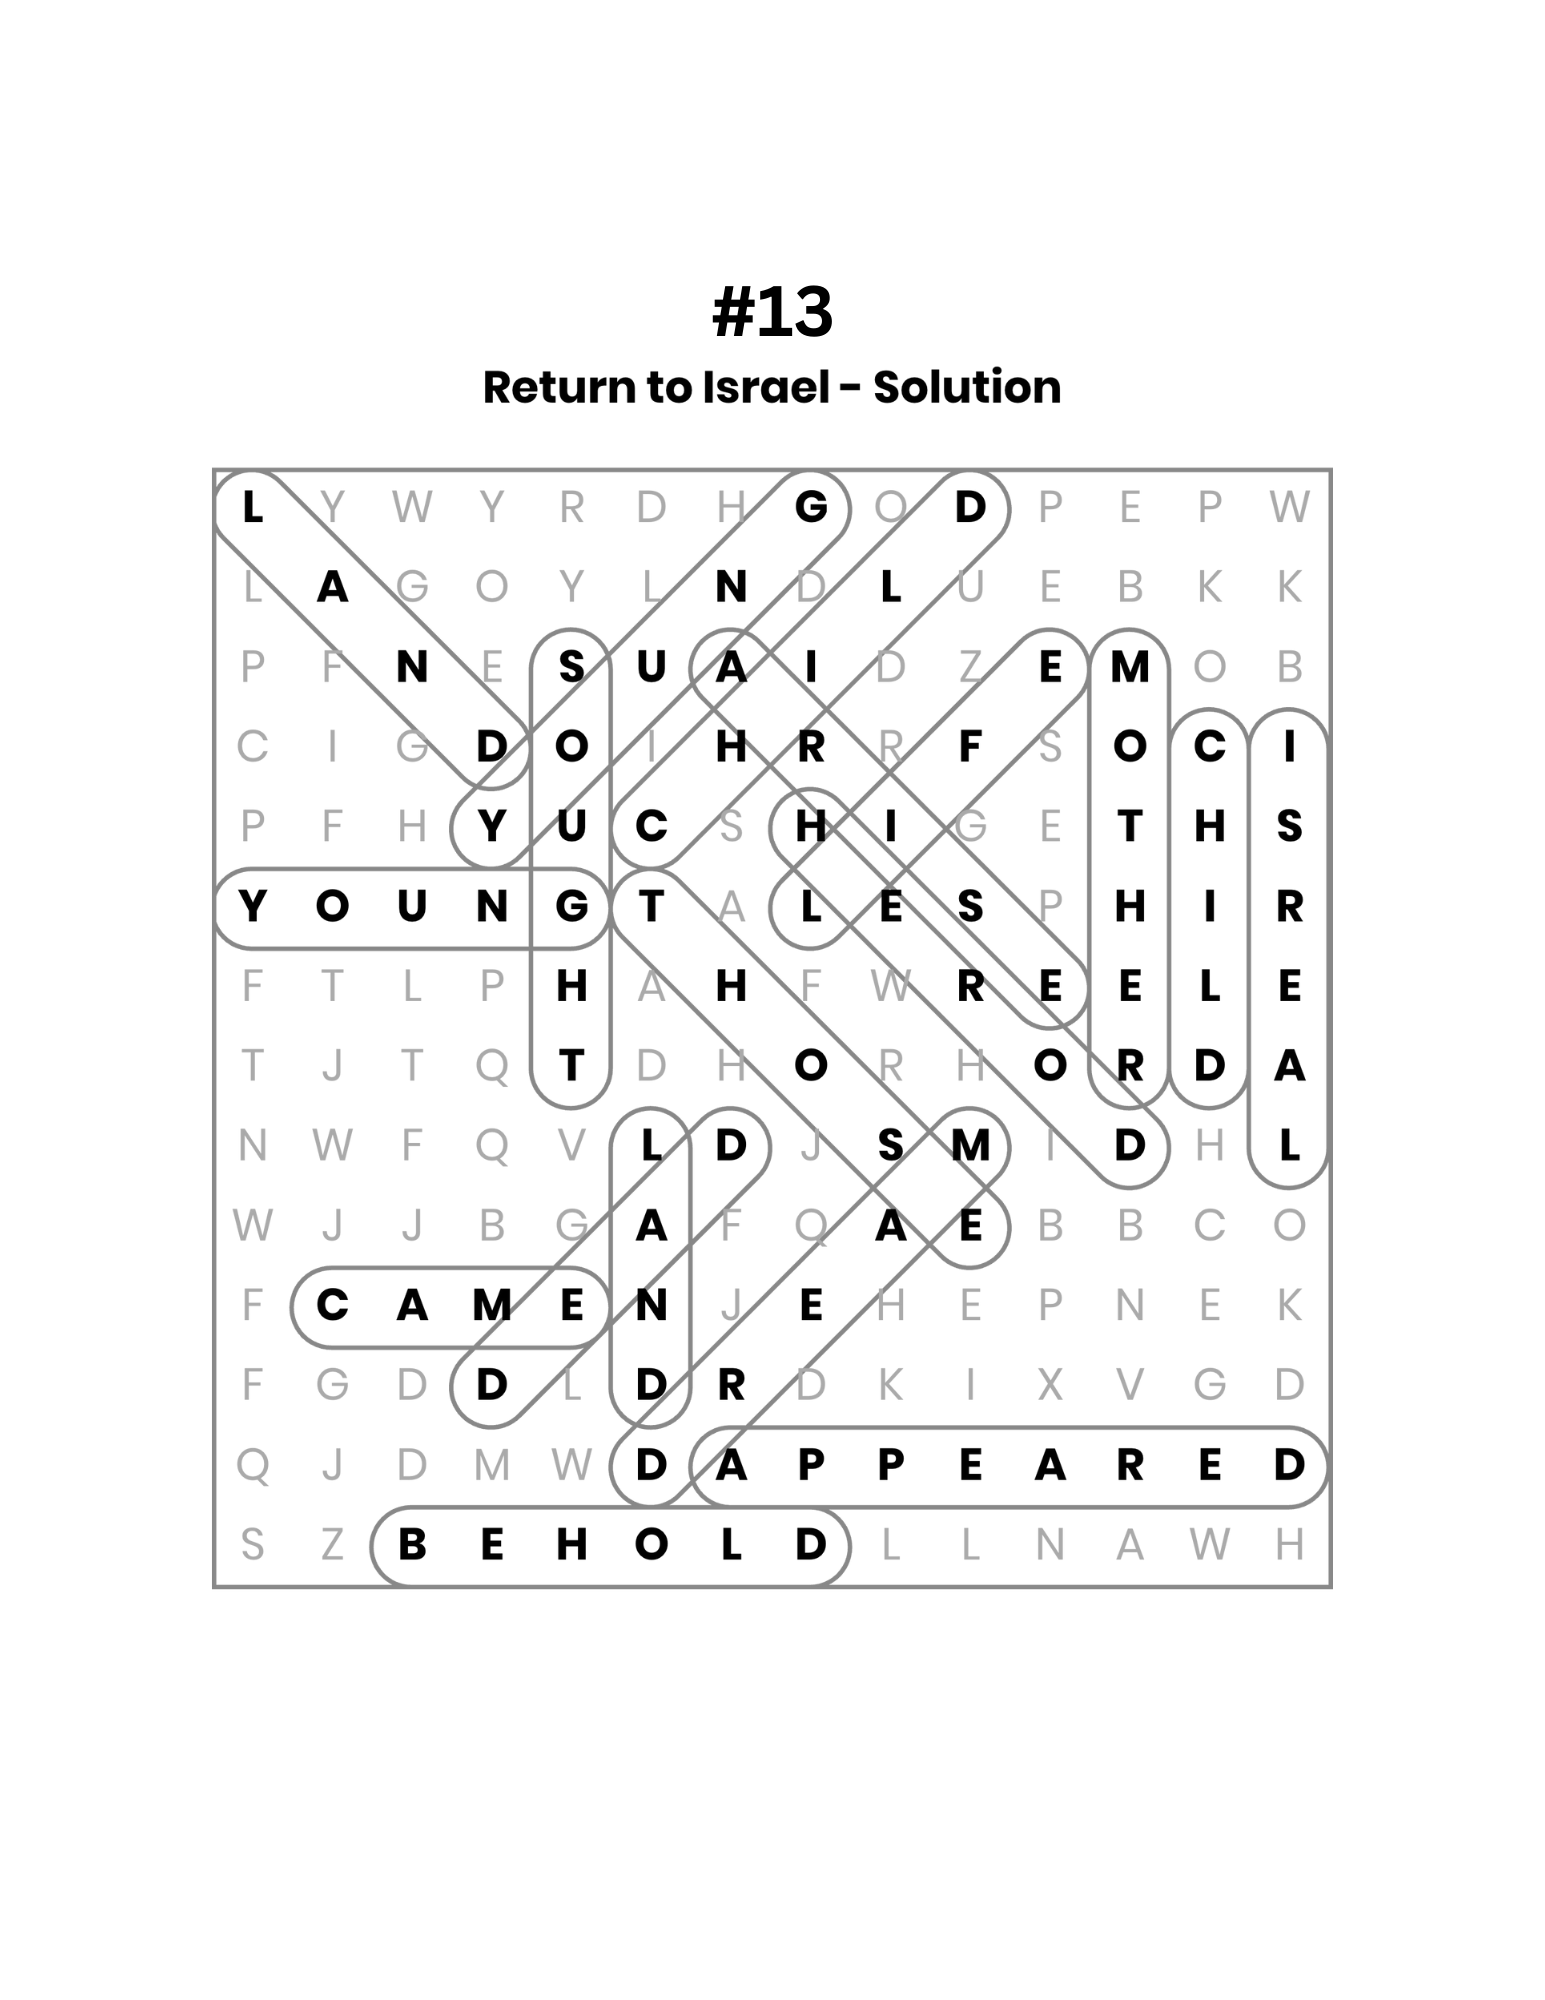 #13
Return to Israel - Solution
L Y W Y R D H G O D P E P W
L A G O Y L N D L U E B K K
P F N E S U A I D Z E M O B
C I G D O I H R R F S O C I
P F H Y U C S H I G E T H S
Y O U N G T A L E S P H I R
F T L P H A H F W R E E L E
T J T Q T D H O R H O R D A
N W F Q V L D J S M I D H L
W J J B G A F Q A E B B C O
F C A M E N J E H E P N E K
F G D D L D R D K I X V G D
Q J D M W D A P P E A R E D
S Z B E H O L D L L N A W H